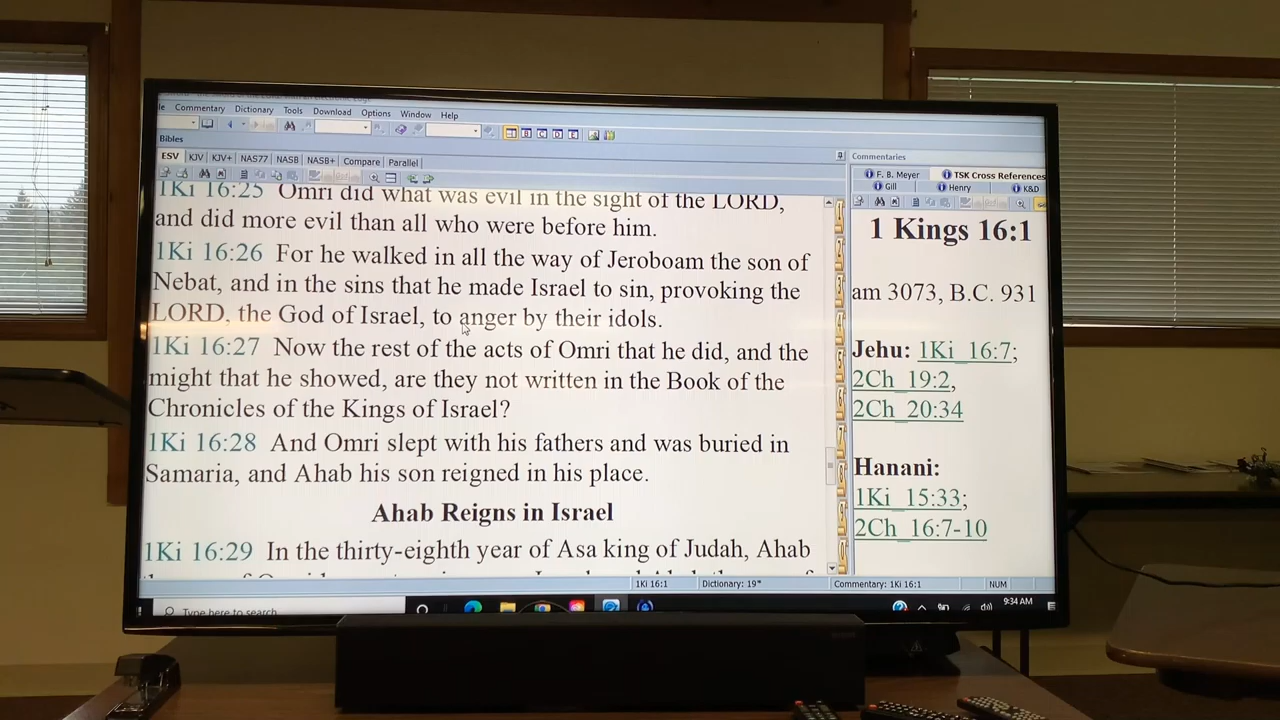 Commentary Dictionary Tools Download Options Window Help
Bibles
ESV KJV KJV+ NAS77 NASB NASB+ Compare Parallel
1Ki 16:25 Omri did what was evil in the sight of the LORD,
and did more evil than all who were before him.
1Ki 16:26 For he walked in all the way of Jeroboam the son of
Nebat, and in the sins that he made Israel to sin, provoking the
LORD, the God of Israel, to anger by their idols.
1Ki 16:27 Now the rest of the acts of Omri that he did, and the
might that he showed, are they not written in the Book of the
Chronicles of the Kings of Israel?
1Ki 16:28 And Omri slept with his fathers and was buried in
Samaria, and Ahab his son reigned in his place.
Ahab Reigns in Israel
1Ki 16:29 In the thirty-eighth year of Asa king of Judah, Ahab
Commentaries
F. B. Meyer TSK Cross References
Gill Henry K&D
1 Kings 16:1
am 3073, B.C. 931
Jehu: 1Ki_16:7;
2Ch_19:2,
2Ch_20:34
Hanani:
1Ki_15:33;
2Ch_16:7-10
1Ki 16:1 Dictionary: 19* Commentary: 1Ki 16:1 NUM
Type here to search
9:34 AM